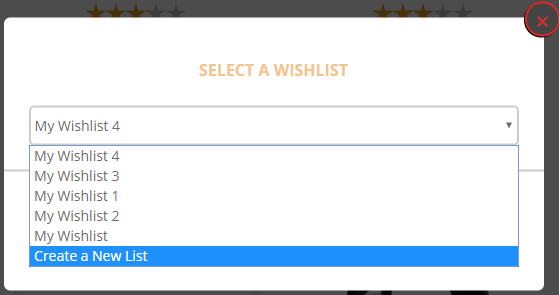 SELECT A WISHLIST
My Wishlist 4
My Wishlist 4
My Wishlist 3
My Wishlist 1
My Wishlist 2
My Wishlist
Create a New List